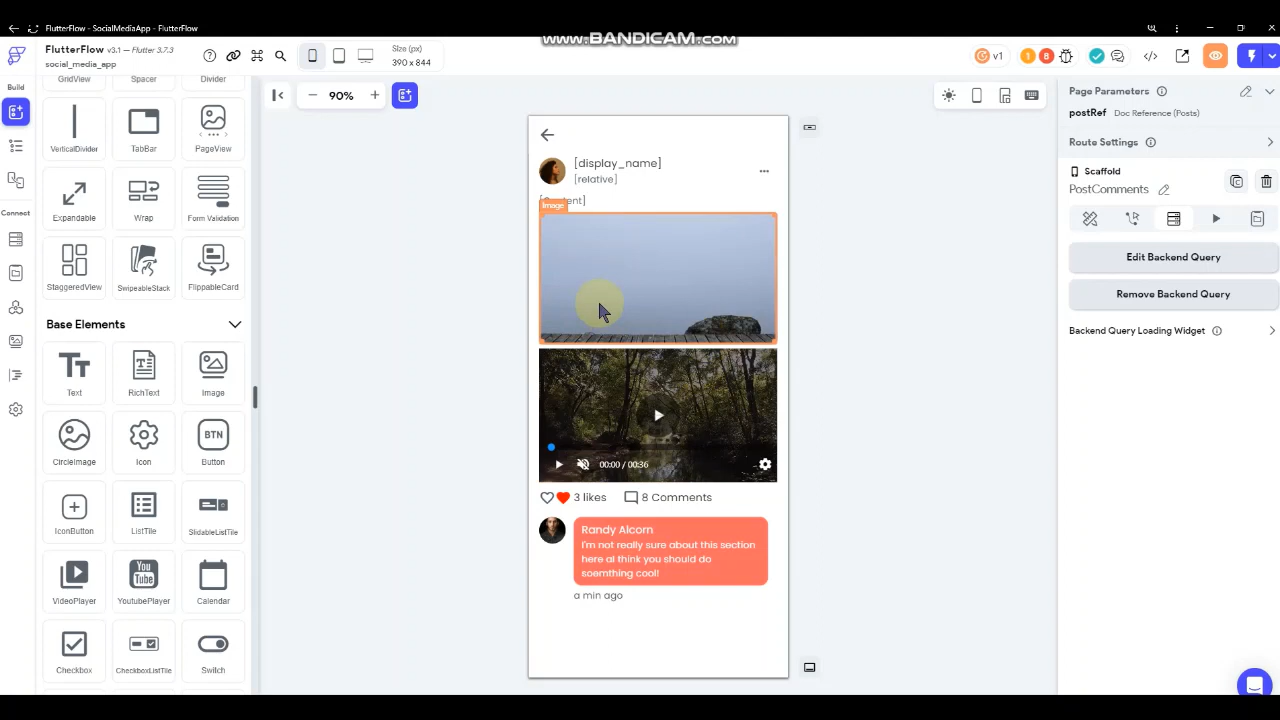 FlutterFlow - SocialMediaApp - FlutterFlow
www.BANDICAM.com
FlutterFlow v3.1 – Flutter 3.7.3
social_media_app
Size (px)
390 x 844
1 8
v1
Build
Connect
GridView Spacer Divider
90%
VerticalDivider TabBar PageView
Expandable Wrap Form Validation
StaggeredView SwipeableStack FlippableCard
Base Elements
Text RichText Image
CircleImage Icon Button
BTN
IconButton ListTile SlidableListTile
VideoPlayer YoutubePlayer Calendar
You
Tube
Checkbox CheckboxListTile Switch
[display_name]
[relative]
Image
00:00 / 00:36
3 likes 8 Comments
Randy Alcorn
I'm not really sure about this section
here aI think you should do
soemthing cool!
a min ago
Page Parameters
postRef Doc Reference (Posts)
Route Settings
Scaffold
PostComments
Edit Backend Query
Remove Backend Query
Backend Query Loading Widget